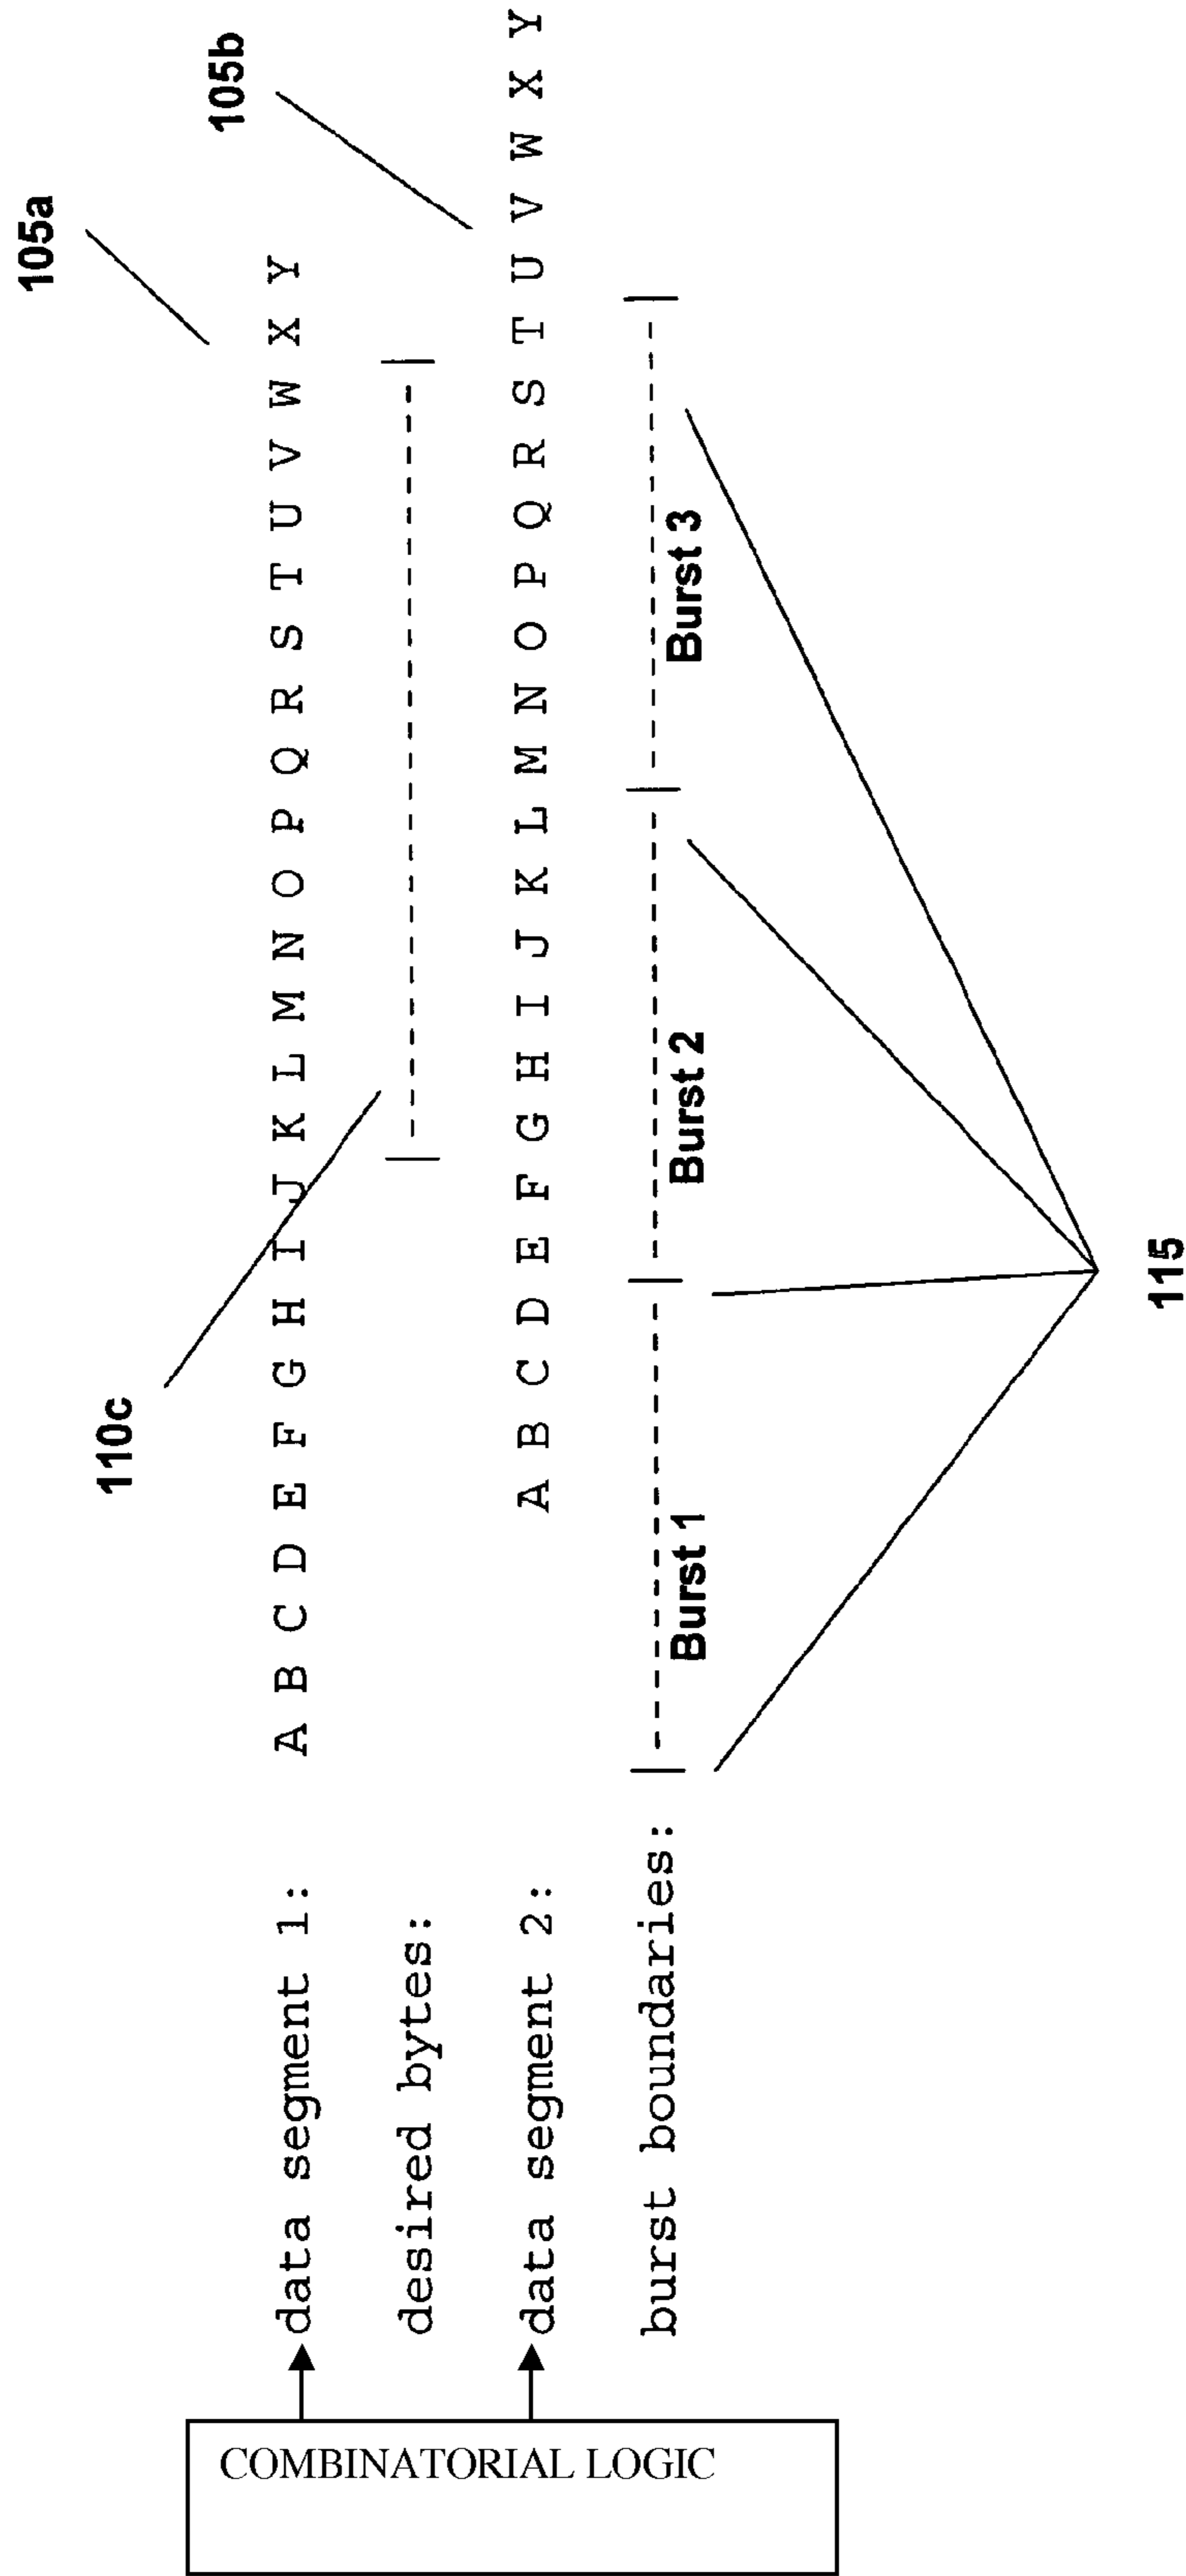 105a
105b
110c
data segment 1: A B C D E F G H I J K L M N O P Q R S T U V W X Y
desired bytes:
data segment 2: A B C D E F G H I J K L M N O P Q R S T U V W X Y
burst boundaries:
Burst 1 Burst 2 Burst 3
115
COMBINATORIAL LOGIC